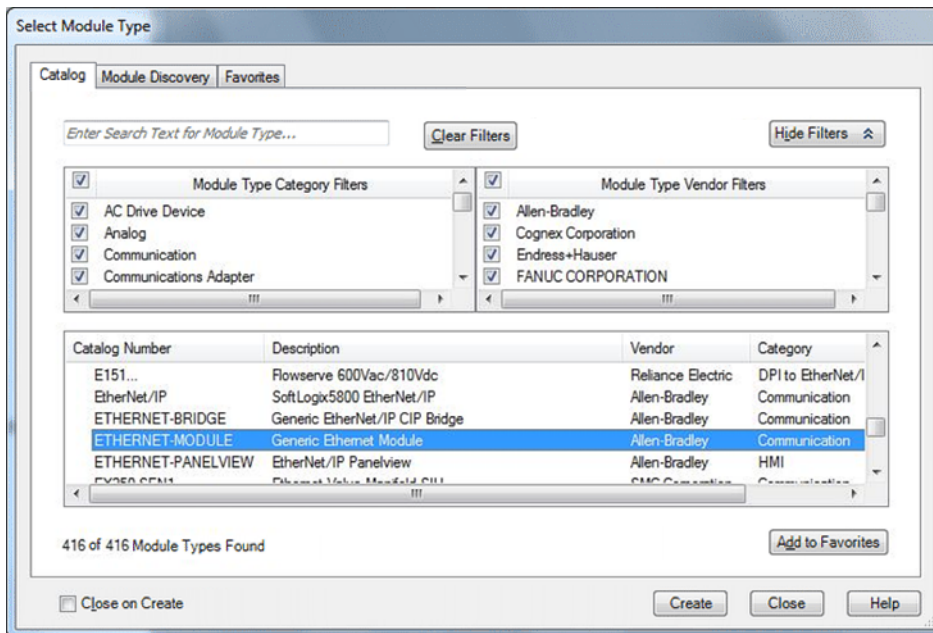 Select Module Type
Catalog Module Discovery Favorites
Enter Search Text for Module Type...
Clear Filters
Hide Filters
Module Type Category Filters
Module Type Vendor Filters
AC Drive Device
Allen-Bradley
Analog
Cognex Corporation
Communication
Endress+Hauser
Communications Adapter
FANUC CORPORATION
Catalog Number Description Vendor Category
E151... Flowserve 600Vac/810Vdc Reliance Electric DPI to EtherNet/I
EtherNet/IP SoftLogix5800 EtherNet/IP Allen-Bradley Communication
ETHERNET-BRIDGE Generic EtherNet/IP CIP Bridge Allen-Bradley Communication
ETHERNET-MODULE Generic Ethernet Module Allen-Bradley Communication
ETHERNET-PANELVIEW EtherNet/IP Panelview Allen-Bradley HMI
416 of 416 Module Types Found
Add to Favorites
Close on Create
Create Close Help